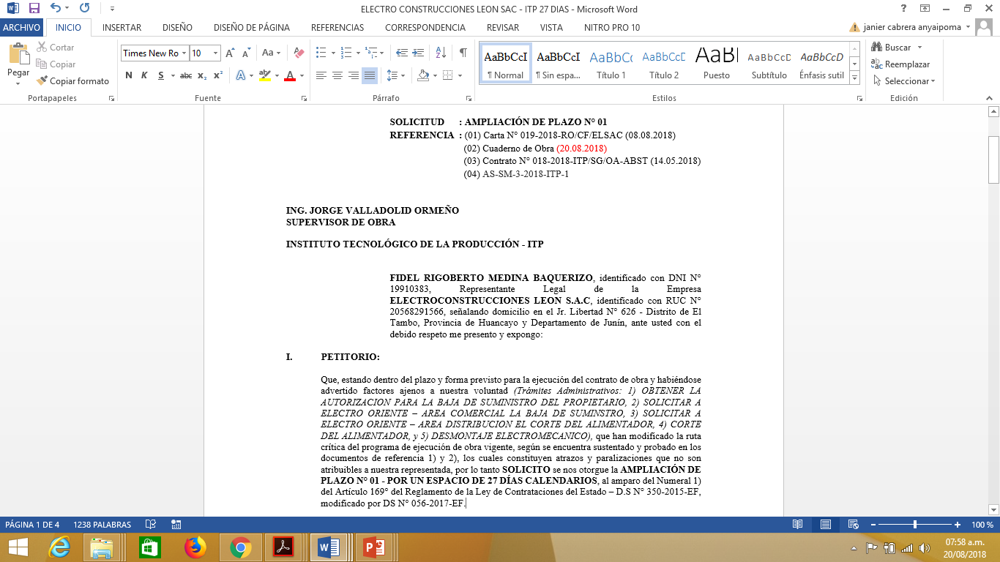 ELECTRO CONSTRUCCIONES LEON SAC - ITP 27 DIAS - Microsoft Word
ARCHIVO INICIO INSERTAR DISEÑO DISEÑO DE PÁGINA REFERENCIAS CORRESPONDENCIA REVISAR VISTA NITRO PRO 10 janier cabrera anyaipoma
Cortar
Copiar
Copiar formato
Pegar
Times New Ro 10
N K S abc x₂ x²
AaBbCcI AaBbCcI AaBbCc AaBbCcD AaB AaBbCcD AaBbCcD
¶ Normal ¶ Sin espa... Título 1 Título 2 Puesto Subtítulo Énfasis sutil
Buscar
Reemplazar
Seleccionar
Portapapeles Fuente Párrafo Estilos Edición
SOLICITUD : AMPLIACIÓN DE PLAZO N° 01
REFERENCIA : (01) Carta N° 019-2018-RO/CF/ELSAC (08.08.2018)
(02) Cuaderno de Obra (20.08.2018)
(03) Contrato N° 018-2018-ITP/SG/OA-ABST (14.05.2018)
(04) AS-SM-3-2018-ITP-1
ING. JORGE VALLADOLID ORMEÑO
SUPERVISOR DE OBRA
INSTITUTO TECNOLÓGICO DE LA PRODUCCIÓN - ITP
FIDEL RIGOBERTO MEDINA BAQUERIZO, identificado con DNI N°
19910383, Representante Legal de la Empresa
ELECTROCONSTRUCCIONES LEON S.A.C, identificado con RUC N°
20568291566, señalando domicilio en el Jr. Libertad N° 626 - Distrito de El
Tambo, Provincia de Huancayo y Departamento de Junín, ante usted con el
debido respeto me presento y expongo:
I. PETITORIO:
Que, estando dentro del plazo y forma previsto para la ejecución del contrato de obra y habiéndose
advertido factores ajenos a nuestra voluntad (Trámites Administrativos: 1) OBTENER LA
AUTORIZACION PARA LA BAJA DE SUMINISTRO DEL PROPIETARIO, 2) SOLICITAR A
ELECTRO ORIENTE – AREA COMERCIAL LA BAJA DE SUMINSTRO, 3) SOLICITAR A
ELECTRO ORIENTE – AREA DISTRIBUCION EL CORTE DEL ALIMENTADOR, 4) CORTE
DEL ALIMENTADOR, y 5) DESMONTAJE ELECTROMECANICO), que han modificado la ruta
crítica del programa de ejecución de obra vigente, según se encuentra sustentado y probado en los
documentos de referencia 1) y 2), los cuales constituyen atrazos y paralizaciones que no son
atribuibles a nuestra representada, por lo tanto SOLICITO se nos otorgue la AMPLIACIÓN DE
PLAZO N° 01 - POR UN ESPACIO DE 27 DÍAS CALENDARIOS, al amparo del Numeral 1)
del Artículo 169° del Reglamento de la Ley de Contrataciones del Estado – D.S N° 350-2015-EF,
modificado por DS N° 056-2017-EF.
PÁGINA 1 DE 4 1238 PALABRAS 100 %
07:58 a.m.
20/08/2018